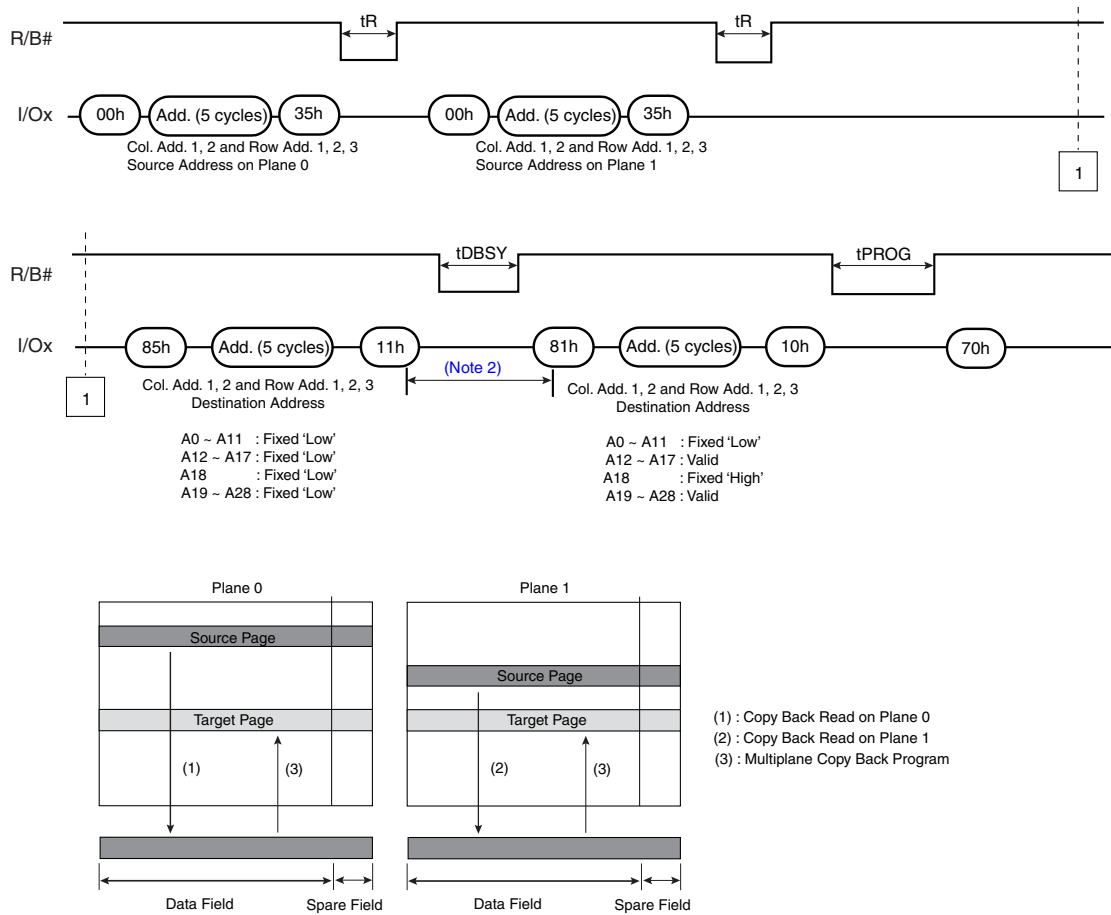 tR
tR
R/B#
I/Ox
00h
Add. (5 cycles)
35h
00h
Add. (5 cycles)
35h
Col. Add. 1, 2 and Row Add. 1, 2, 3
Source Address on Plane 0
Col. Add. 1, 2 and Row Add. 1, 2, 3
Source Address on Plane 1
1
tDBSY
tPROG
R/B#
I/Ox
85h
Add. (5 cycles)
11h
(Note 2)
81h
Add. (5 cycles)
10h
70h
1
Col. Add. 1, 2 and Row Add. 1, 2, 3
Destination Address
A0 ~ A11 : Fixed ‘Low’
A12 ~ A17 : Fixed ‘Low’
A18 : Fixed ‘Low’
A19 ~ A28 : Fixed ‘Low’
Col. Add. 1, 2 and Row Add. 1, 2, 3
Destination Address
A0 ~ A11 : Fixed ‘Low’
A12 ~ A17 : Valid
A18 : Fixed ‘High’
A19 ~ A28 : Valid
Plane 0
Source Page
Target Page
(1)
(3)
Data Field
Spare Field
Plane 1
Source Page
Target Page
(2)
(3)
Data Field
Spare Field
(1) : Copy Back Read on Plane 0
(2) : Copy Back Read on Plane 1
(3) : Multiplane Copy Back Program